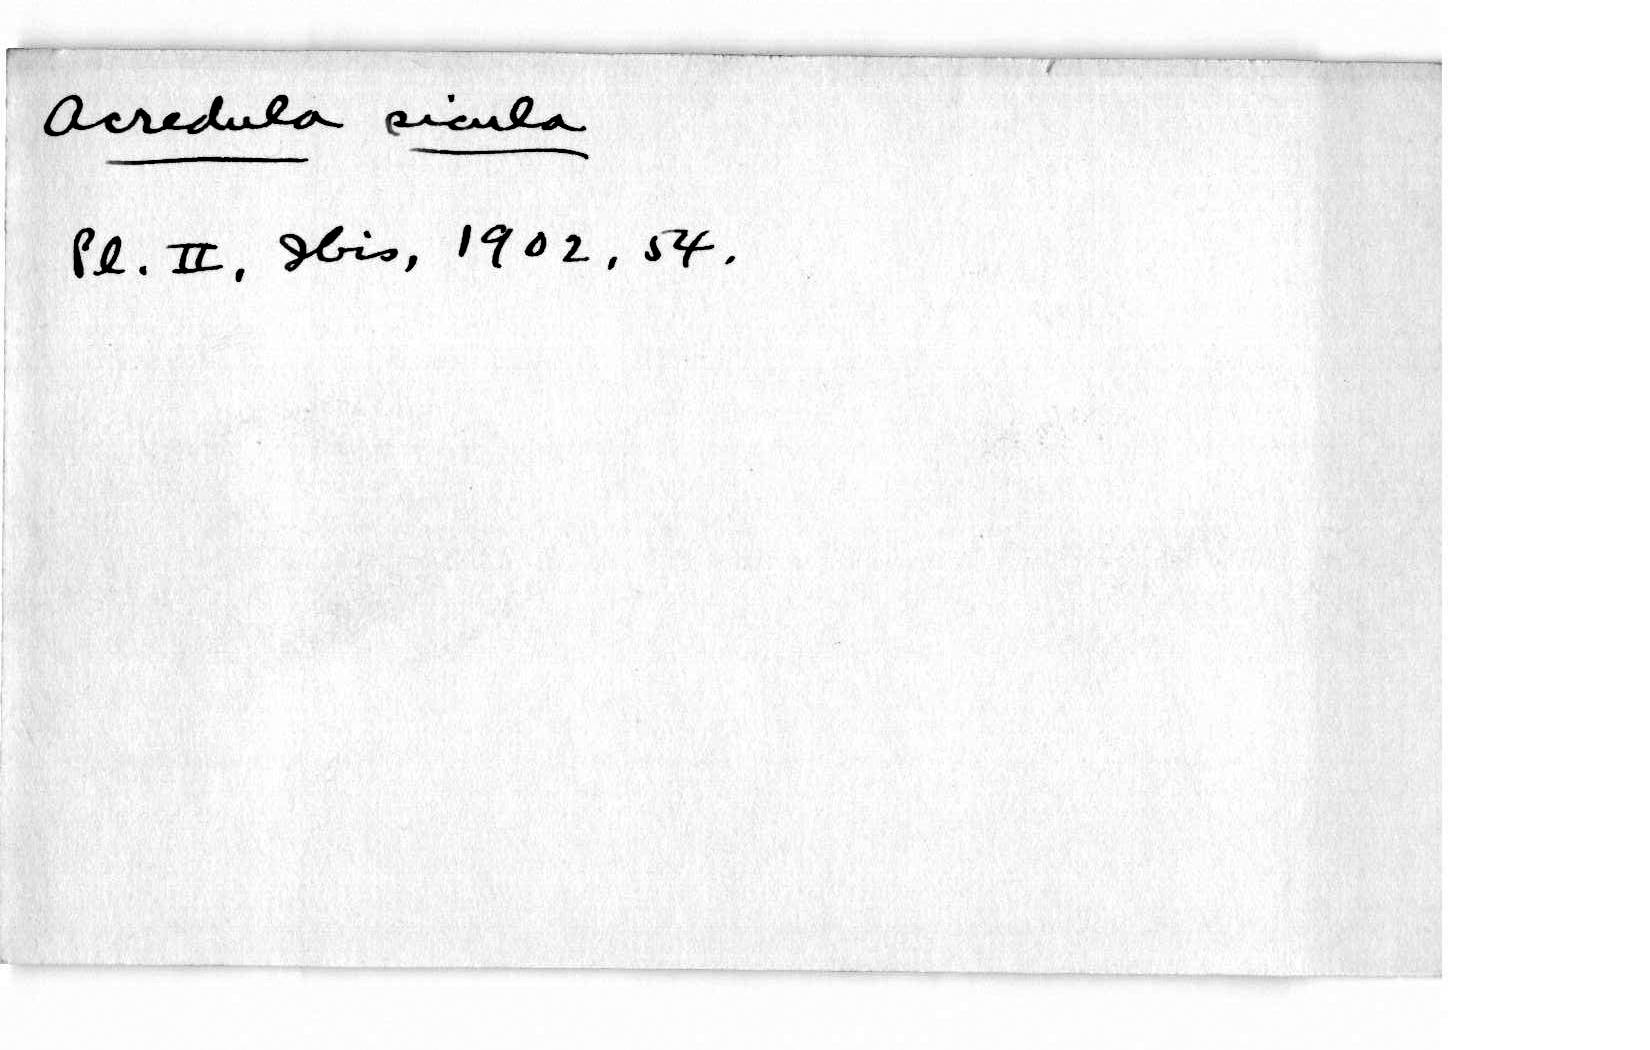 Acredula sicula
Pl. II, Ibis, 1902, 54.